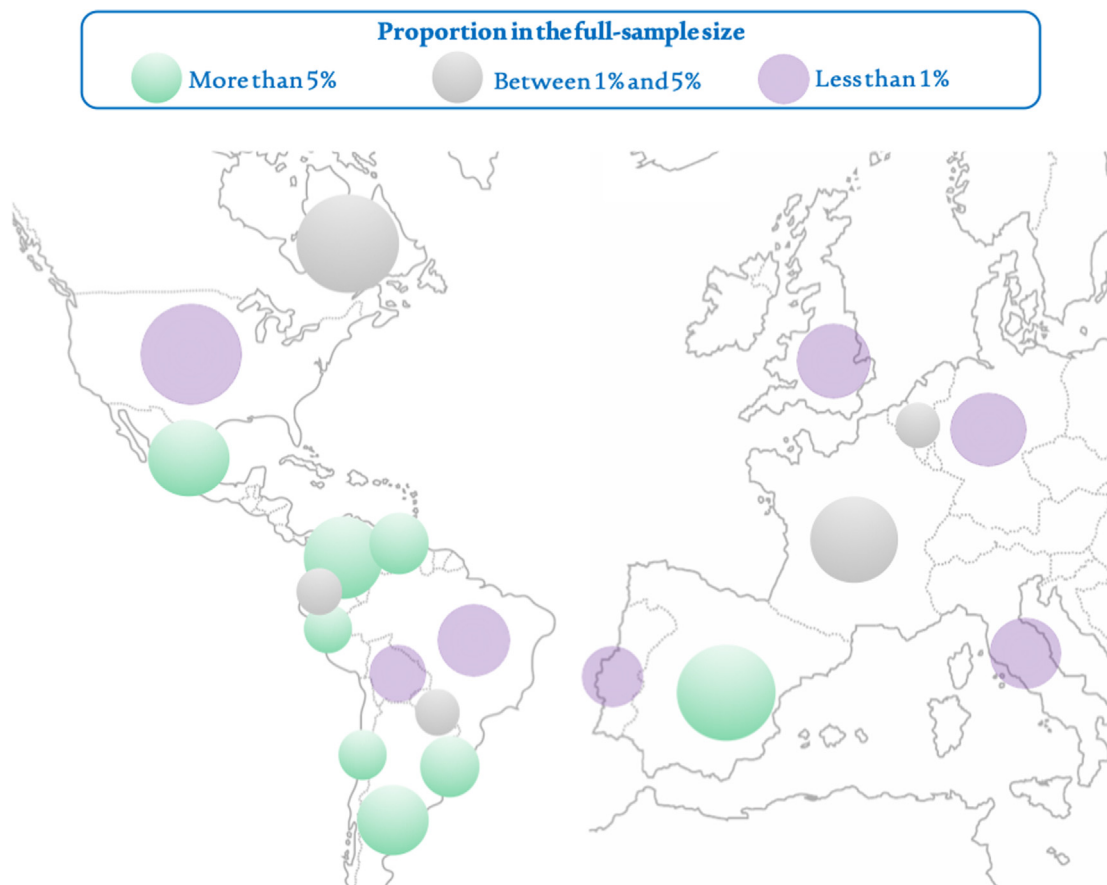 Proportion in the full-sample size
More than 5%
Between 1% and 5%
Less than 1%